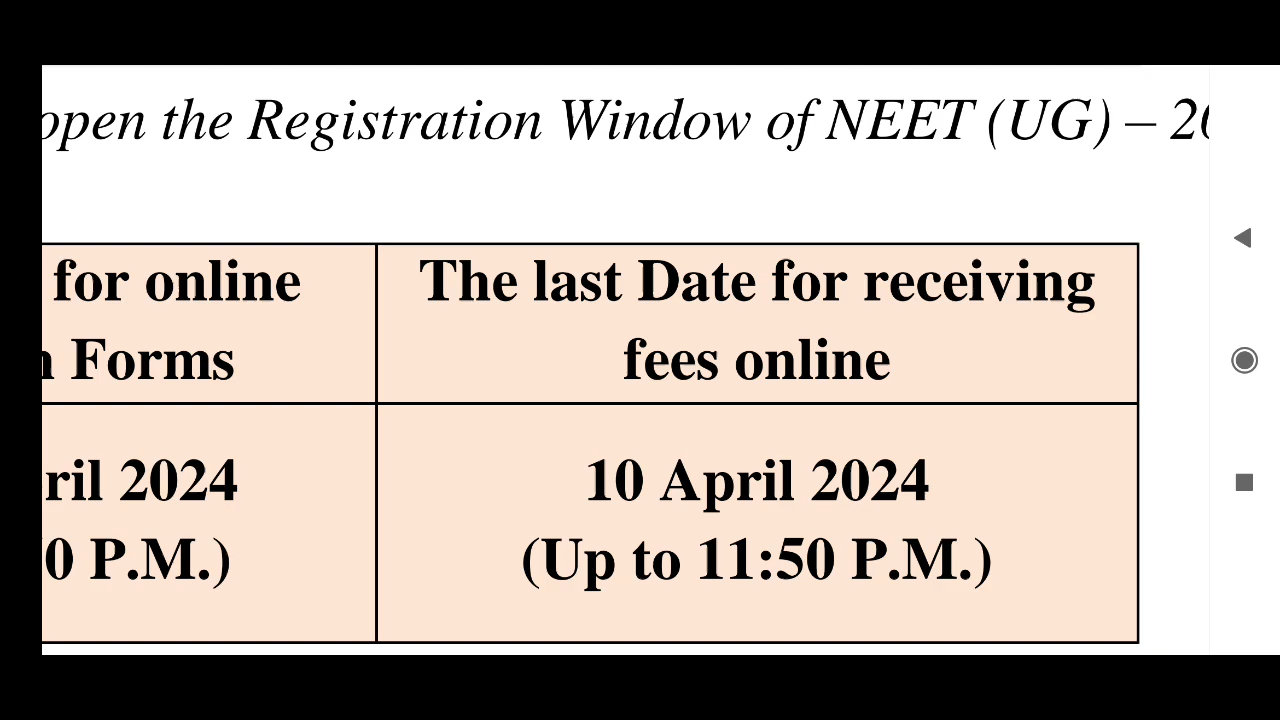 open the Registration Window of NEET (UG) –
for online
Forms
The last Date for receiving
fees online
2024
P.M.)
10 April 2024
(Up to 11:50 P.M.)